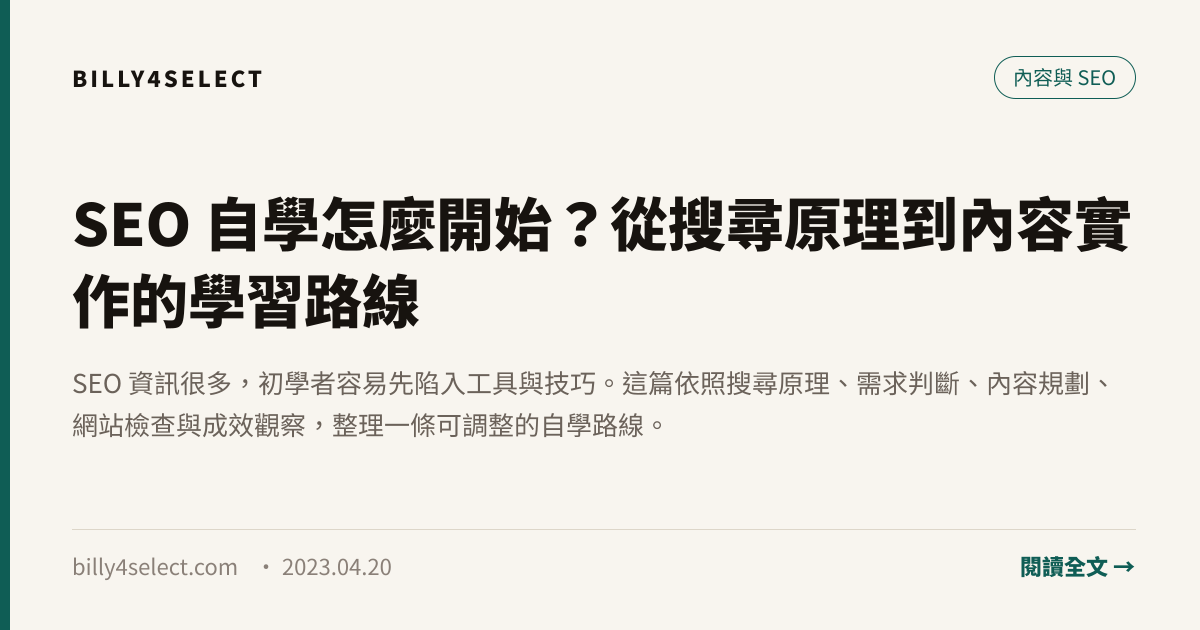 BILLY4SELECT
內容與 SEO
SEO 自學怎麼開始？從搜尋原理到內容實
作的學習路線
SEO 資訊很多，初學者容易先陷入工具與技巧。這篇依照搜尋原理、需求判斷、內容規劃、
網站檢查與成效觀察，整理一條可調整的自學路線。
billy4select.com ・ 2023.04.20
閱讀全文 →